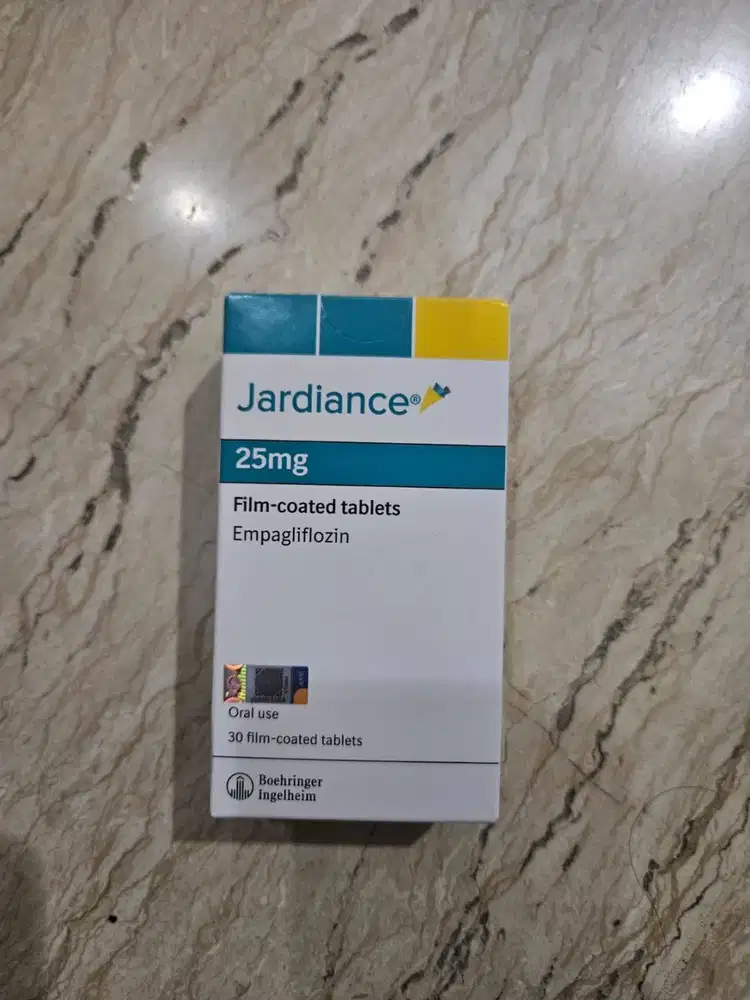 Jardiance®
25mg
Film-coated tablets
Empagliflozin
Oral use
30 film-coated tablets
Boehringer
Ingelheim